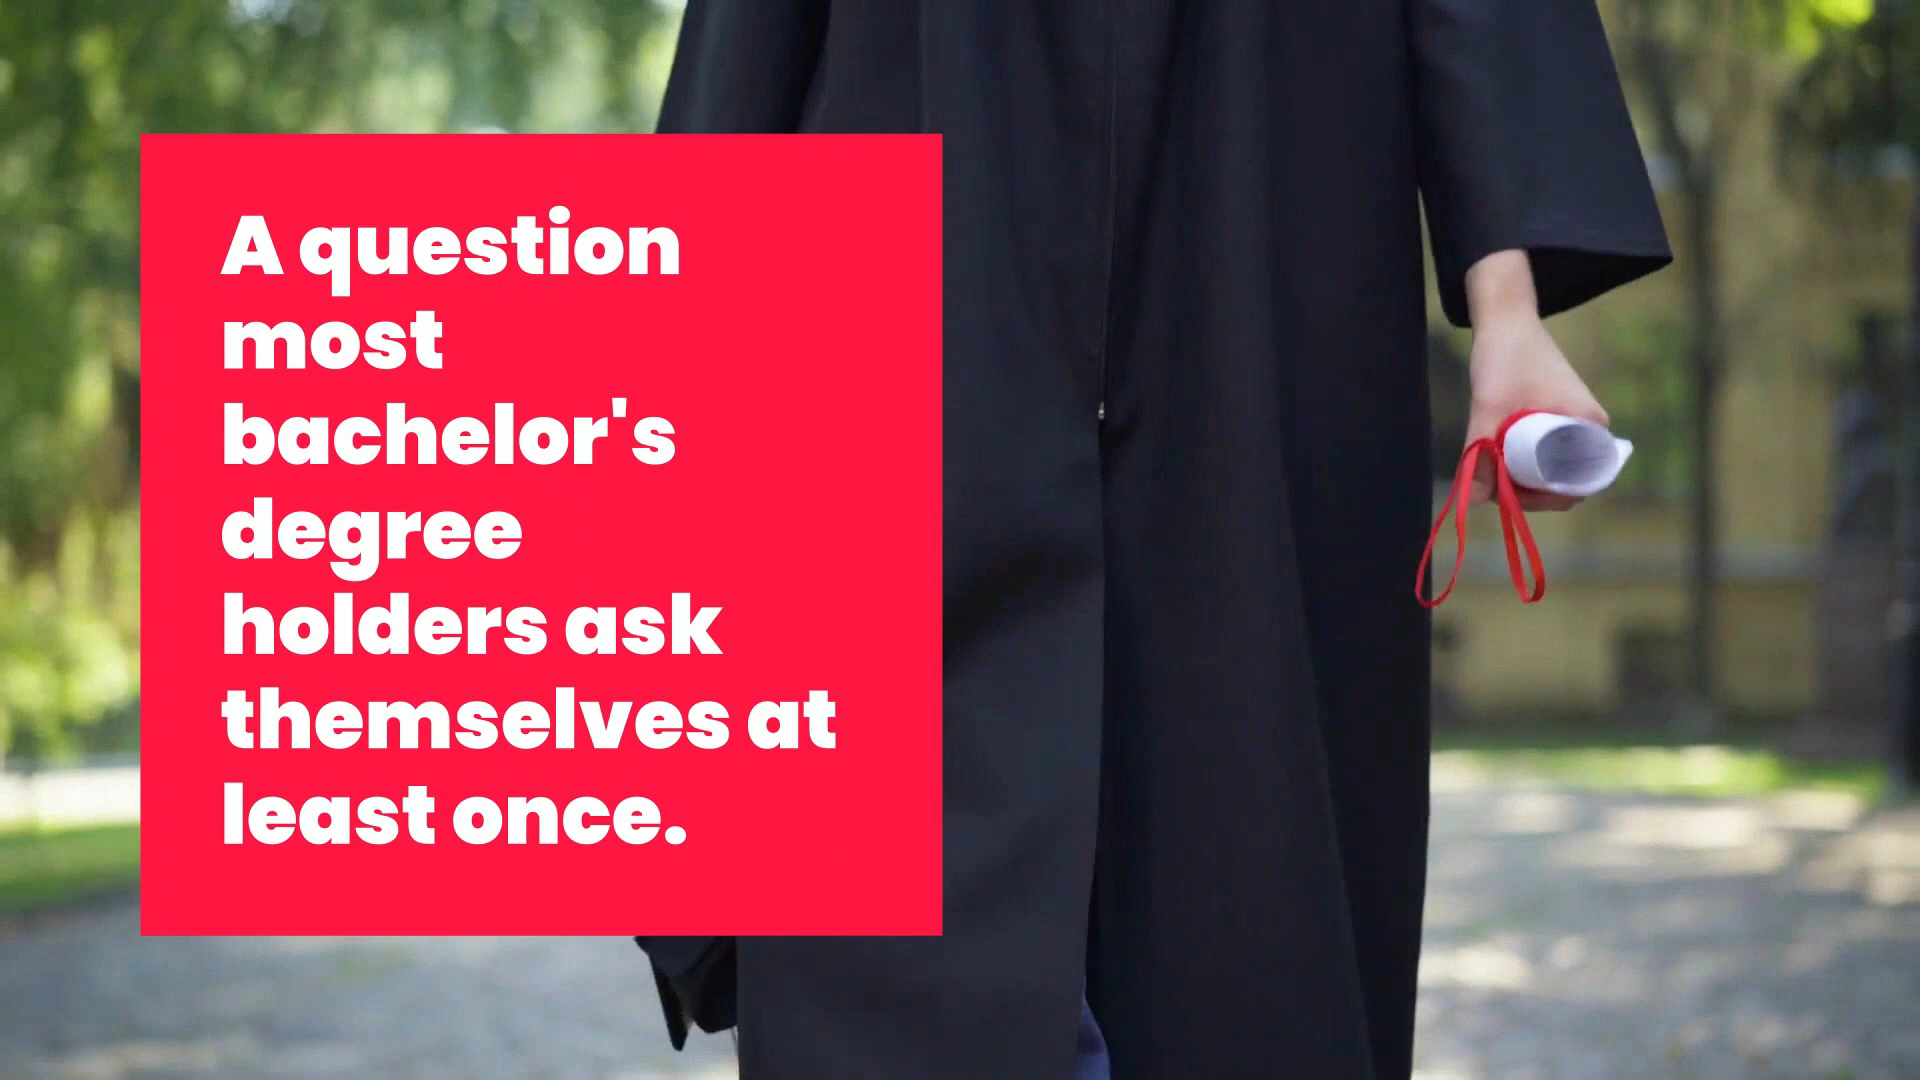 A question
most
bachelor's
degree
holders ask
themselves at
least once.